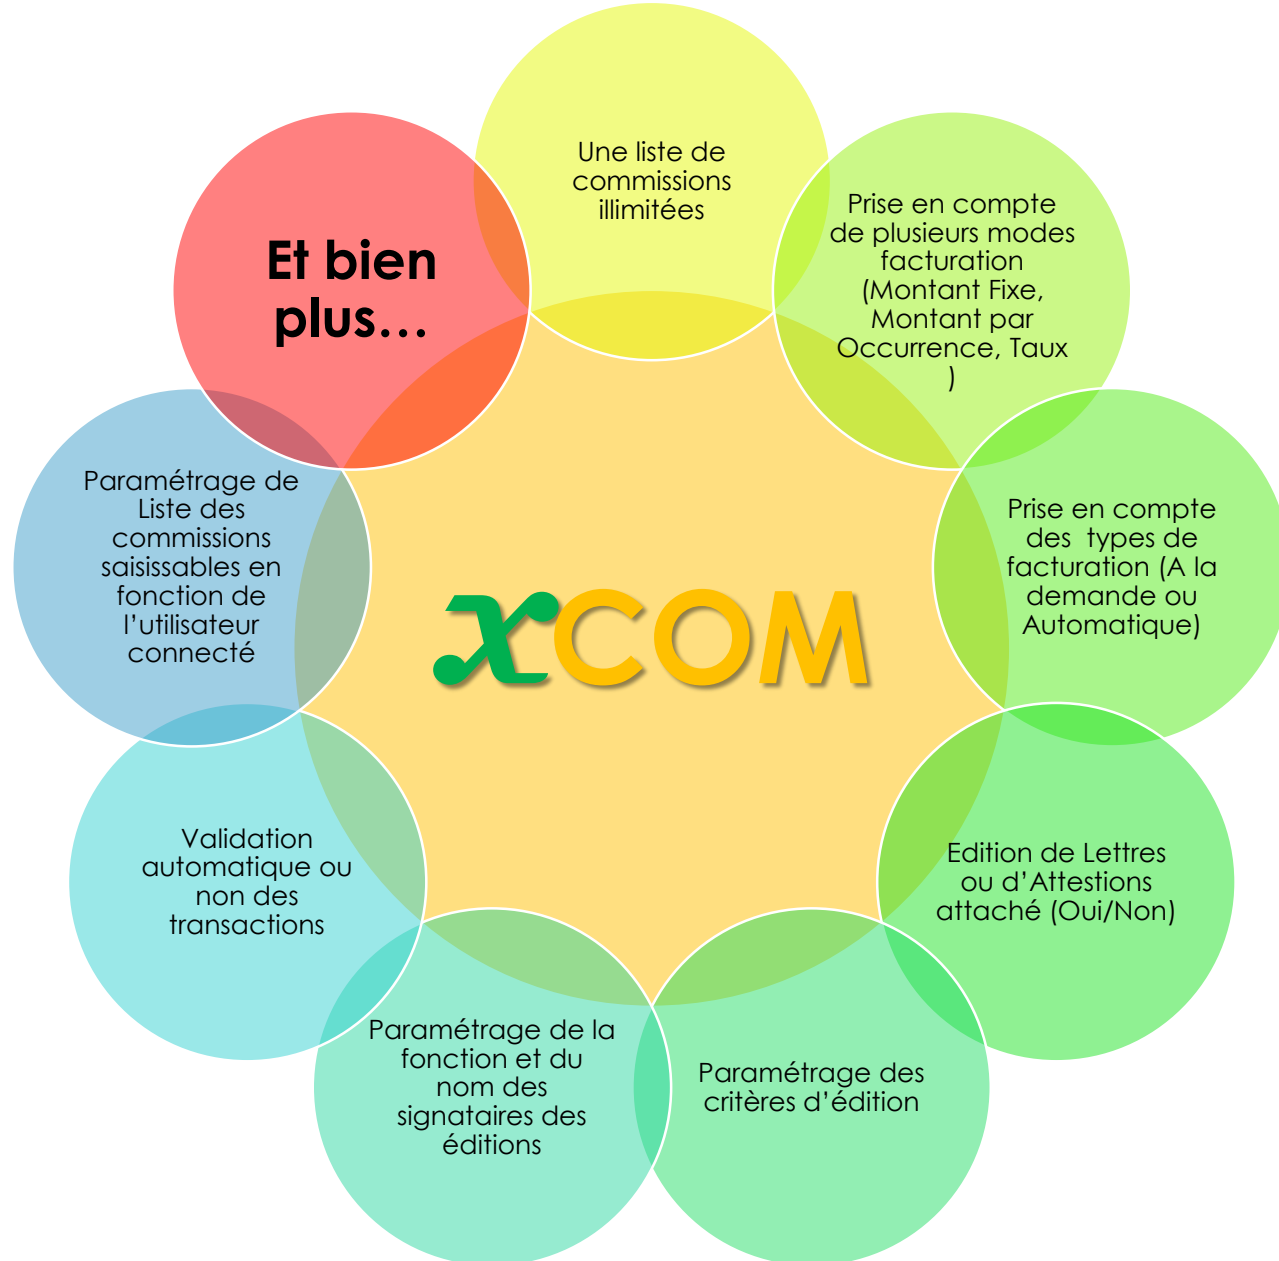 Une liste de
commissions
illimitées
Prise en compte
de plusieurs modes
facturation
(Montant Fixe,
Montant par
Occurrence, Taux
)
Prise en compte
des types de
facturation (A la
demande ou
Automatique)
Edition de Lettres
ou d’Attestions
attaché (Oui/Non)
Paramétrage des
critères d’édition
Paramétrage de la
fonction et du
nom des
signataires des
éditions
Validation
automatique ou
non des
transactions
Paramétrage de
Liste des
commissions
saisissables en
fonction de
l’utilisateur
connecté
Et bien
plus…
xCOM